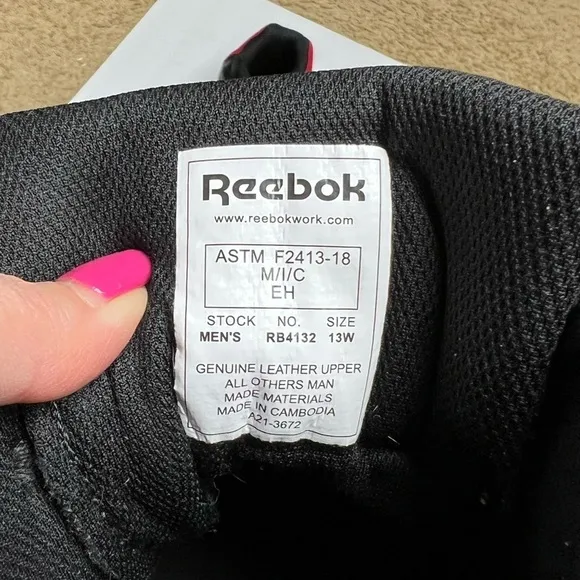 Reebok
www.reebokwork.com
ASTM F2413-18
M/I/C
EH
STOCK NO. SIZE
MEN'S RB4132 13W
GENUINE LEATHER UPPER
ALL OTHERS MAN
MADE MATERIALS
MADE IN CAMBODIA
A21-3672